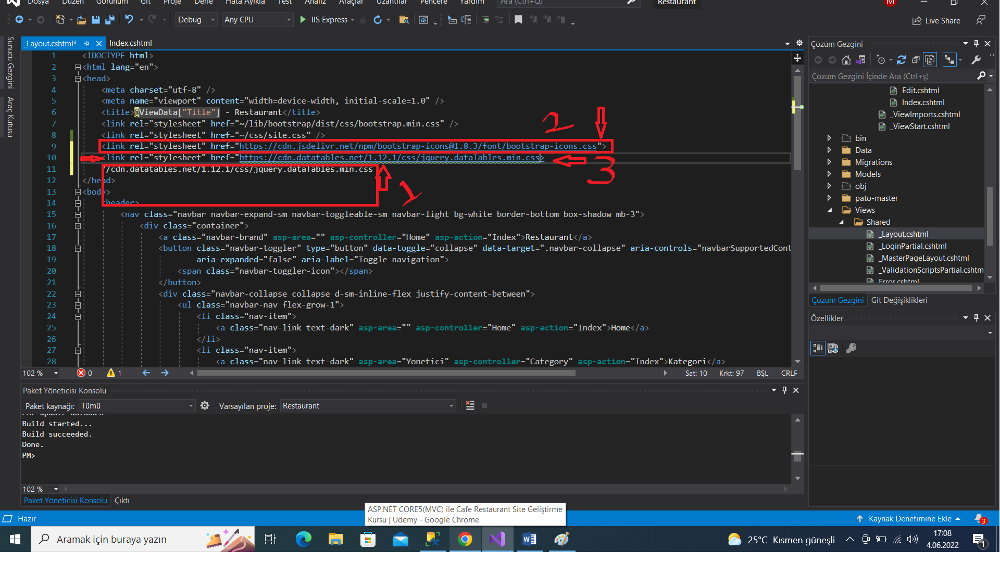 Dosya Düzen Görünüm Git Proje Derle Hata Ayıkla Test Analiz Araçlar Uzantılar Pencere Yardım Ara (Ctrl+Q) Restaurant M
Debug Any CPU IIS Express Live Share
Sunucu Gezgini
Araç Kutusu
_Layout.cshtml* Index.cshtml
1 <!DOCTYPE html>
2 <html lang="en">
3 <head>
4 <meta charset="utf-8" />
5 <meta name="viewport" content="width=device-width, initial-scale=1.0" />
6 <title>@ViewData["Title"] - Restaurant</title>
7 <link rel="stylesheet" href="~/lib/bootstrap/dist/css/bootstrap.min.css" />
8 <link rel="stylesheet" href="~/css/site.css" />
9 <link rel="stylesheet" href="https://cdn.jsdelivr.net/npm/bootstrap-icons@1.8.3/font/bootstrap-icons.css">
10 <link rel="stylesheet" href="https://cdn.datatables.net/1.12.1/css/jquery.dataTables.min.css>
11 //cdn.datatables.net/1.12.1/css/jquery.dataTables.min.css
12 </head>
13 <body>
14 <header>
15 <nav class="navbar navbar-expand-sm navbar-toggleable-sm navbar-light bg-white border-bottom box-shadow mb-3">
16 <div class="container">
17 <a class="navbar-brand" asp-area="" asp-controller="Home" asp-action="Index">Restaurant</a>
18 <button class="navbar-toggler" type="button" data-toggle="collapse" data-target=".navbar-collapse" aria-controls="navbarSupportedCont
19 aria-expanded="false" aria-label="Toggle navigation">
20 <span class="navbar-toggler-icon"></span>
21 </button>
22 <div class="navbar-collapse collapse d-sm-inline-flex justify-content-between">
23 <ul class="navbar-nav flex-grow-1">
24 <li class="nav-item">
25 <a class="nav-link text-dark" asp-area="" asp-controller="Home" asp-action="Index">Home</a>
26 </li>
27 <li class="nav-item">
28 <a class="nav-link text-dark" asp-area="Yonetici" asp-controller="Category" asp-action="Index">Kategori</a>
2
3
1
102 % 0 1 Sat: 10 Krkt: 97 BŞL CRLF
Paket Yöneticisi Konsolu
Paket kaynağı: Tümü Varsayılan proje: Restaurant
PM> update-database
Build started...
Build succeeded.
Done.
PM>
102 %
Paket Yöneticisi Konsolu Çıktı
Çözüm Gezgini
Çözüm Gezgini İçinde Ara (Ctrl+ş)
Edit.cshtml
Index.cshtml
_ViewImports.cshtml
_ViewStart.cshtml
bin
Data
Migrations
Models
obj
pato-master
Views
Shared
_Layout.cshtml
_LoginPartial.cshtml
_MasterPageLayout.cshtml
_ValidationScriptsPartial.cshtm
Error.cshtml
Çözüm Gezgini Git Değişiklikleri
Özellikler
ASP.NET CORE5(MVC) ile Cafe Restaurant Site Geliştirme
Kursu | Udemy - Google Chrome
Hazır Kaynak Denetimine Ekle 3
Aramak için buraya yazın 25°C Kısmen güneşli 17:08
4.06.2022 1